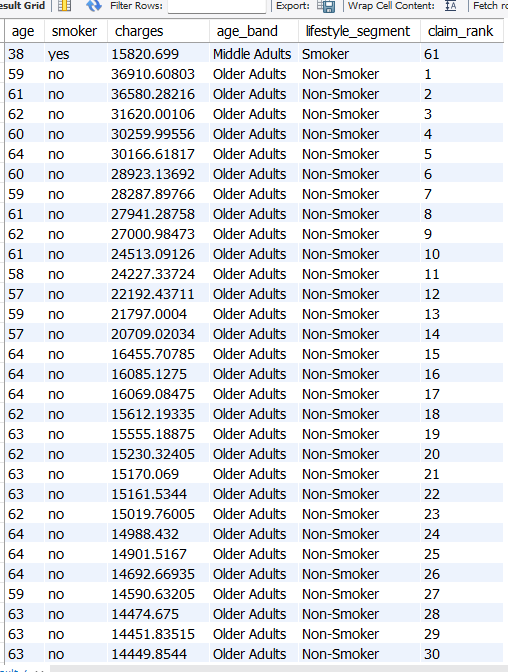 Result Grid Filter Rows: Export: Wrap Cell Content: Fetch ro
age smoker charges age_band lifestyle_segment claim_rank
38 yes 15820.699 Middle Adults Smoker 61
59 no 36910.60803 Older Adults Non-Smoker 1
61 no 36580.28216 Older Adults Non-Smoker 2
62 no 31620.00106 Older Adults Non-Smoker 3
60 no 30259.99556 Older Adults Non-Smoker 4
64 no 30166.61817 Older Adults Non-Smoker 5
60 no 28923.13692 Older Adults Non-Smoker 6
59 no 28287.89766 Older Adults Non-Smoker 7
61 no 27941.28758 Older Adults Non-Smoker 8
62 no 27000.98473 Older Adults Non-Smoker 9
61 no 24513.09126 Older Adults Non-Smoker 10
58 no 24227.33724 Older Adults Non-Smoker 11
57 no 22192.43711 Older Adults Non-Smoker 12
59 no 21797.0004 Older Adults Non-Smoker 13
57 no 20709.02034 Older Adults Non-Smoker 14
64 no 16455.70785 Older Adults Non-Smoker 15
64 no 16085.1275 Older Adults Non-Smoker 16
64 no 16069.08475 Older Adults Non-Smoker 17
62 no 15612.19335 Older Adults Non-Smoker 18
63 no 15555.18875 Older Adults Non-Smoker 19
62 no 15230.32405 Older Adults Non-Smoker 20
63 no 15170.069 Older Adults Non-Smoker 21
63 no 15161.5344 Older Adults Non-Smoker 22
62 no 15019.76005 Older Adults Non-Smoker 23
64 no 14988.432 Older Adults Non-Smoker 24
64 no 14901.5167 Older Adults Non-Smoker 25
64 no 14692.66935 Older Adults Non-Smoker 26
59 no 14590.63205 Older Adults Non-Smoker 27
63 no 14474.675 Older Adults Non-Smoker 28
63 no 14451.83515 Older Adults Non-Smoker 29
63 no 14449.8544 Older Adults Non-Smoker 30